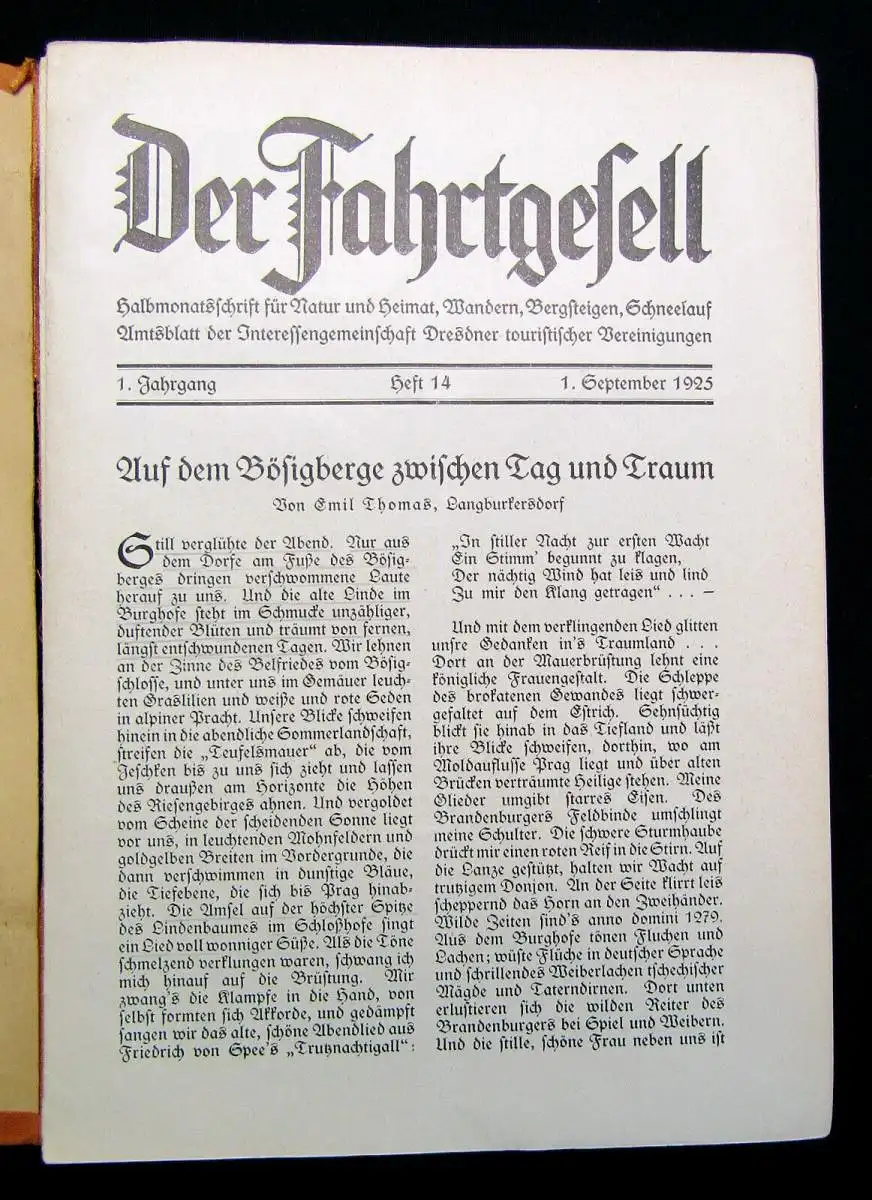 Der Fahrtgesell
Halbmonatsschrift für Natur und Heimat, Wandern, Bergsteigen, Schneelauf
Amtsblatt der Interessengemeinschaft Dresdner touristischer Vereinigungen
1. Jahrgang Heft 14 1. September 1925
Auf dem Bösigberge zwischen Tag und Traum
Von Emil Thomas, Langburkersdorf
Still verglühte der Abend. Nur aus
dem Dorfe am Fuße des Bösig-
berges dringen verschwommene Laute
herauf zu uns. Und die alte Linde im
Burghofe steht im Schmucke unzähliger,
duftender Blüten und träumt von fernen,
längst entschwundenen Tagen. Wir lehnen
an der Zinne des Belfriedes vom Bösig-
schlosse, und unter uns im Gemäuer leuch-
ten Graslilien und weiße und rote Seden
in alpiner Pracht. Unsere Blicke schweifen
hinein in die abendliche Sommerlandschaft,
streifen die „Teufelsmauer“ ab, die vom
Jeschken bis zu uns sich zieht und lassen
uns draußen am Horizonte die Höhen
des Riesengebirges ahnen. Und vergoldet
vom Scheine der scheidenden Sonne liegt
vor uns, in leuchtenden Mohnfeldern und
goldgelben Breiten im Vordergrunde, die
dann verschwimmen in dunstige Bläue,
die Tiefebene, die sich bis Prag hinab-
zieht. Die Amsel auf der höchster Spitze
des Lindenbaumes im Schloßhofe singt
ein Lied voll wonniger Süße. Als die Töne
schmelzend verklungen waren, schwang ich
mich hinauf auf die Brüstung. Mir
zwang's die Klampfe in die Hand, von
selbst formten sich Akkorde, und gedämpft
sangen wir das alte, schöne Abendlied aus
Friedrich von Spee's „Trutznachtigall“:
„In stiller Nacht zur ersten Wacht
Ein Stimm' begunnt zu klagen,
Der nächtig Wind hat leis und lind
Zu mir den Klang getragen“ . . . —
Und mit dem verklingenden Lied glitten
unsre Gedanken in's Traumland . . .
Dort an der Mauerbrüstung lehnt eine
königliche Frauengestalt. Die Schleppe
des brokatenen Gewandes liegt schwer-
gefaltet auf dem Estrich. Sehnsüchtig
blickt sie hinab in das Tiefland und läßt
ihre Blicke schweifen, dorthin, wo am
Moldauflusse Prag liegt und über alten
Brücken verträumte Heilige stehen. Meine
Glieder umgibt starres Eisen. Des
Brandenburgers Feldbinde umschlingt
meine Schulter. Die schwere Sturmhaube
drückt mir einen roten Reif in die Stirn. Auf
die Lanze gestützt, halten wir Wacht auf
trutzigem Donjon. An der Seite klirrt leis
scheppernd das Horn an den Zweihänder.
Wilde Zeiten sind's anno domini 1279.
Aus dem Burghofe tönen Fluchen und
Lachen; wüste Flüche in deutscher Sprache
und schrillendes Weiberlachen tschechischer
Mägde und Taterndirnen. Dort unten
erlustieren sich die wilden Reiter des
Brandenburgers bei Spiel und Weibern.
Und die stille, schöne Frau neben uns ist